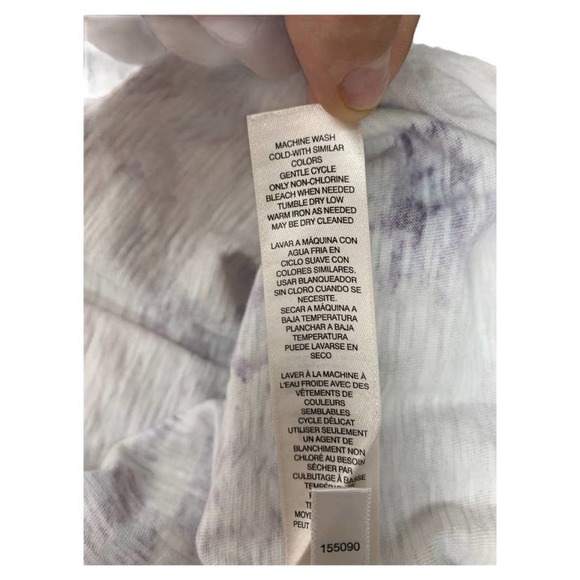 MACHINE WASH
COLD-WITH SIMILAR
COLORS
GENTLE CYCLE
ONLY NON-CHLORINE
BLEACH WHEN NEEDED
TUMBLE DRY LOW
WARM IRON AS NEEDED
MAY BE DRY CLEANED
LAVAR A MÁQUINA CON
AGUA FRIA EN
CICLO SUAVE CON
COLORES SIMILARES.
USAR BLANQUEADOR
SIN CLORO CUANDO SE
NECESITE.
SECAR A MÁQUINA A
BAJA TEMPERATURA
PLANCHAR A BAJA
TEMPERATURA
PUEDE LAVARSE EN
SECO
LAVER À LA MACHINE À
L'EAU FROIDE AVEC DES
VÊTEMENTS DE
COULEURS
SEMBLABLES
CYCLE DÉLICAT
UTILISER SEULEMENT
UN AGENT DE
BLANCHIMENT NON
CHLORÉ AU BESOIN
SÉCHER PAR
CULBUTAGE À BASSE
PEUT
155090